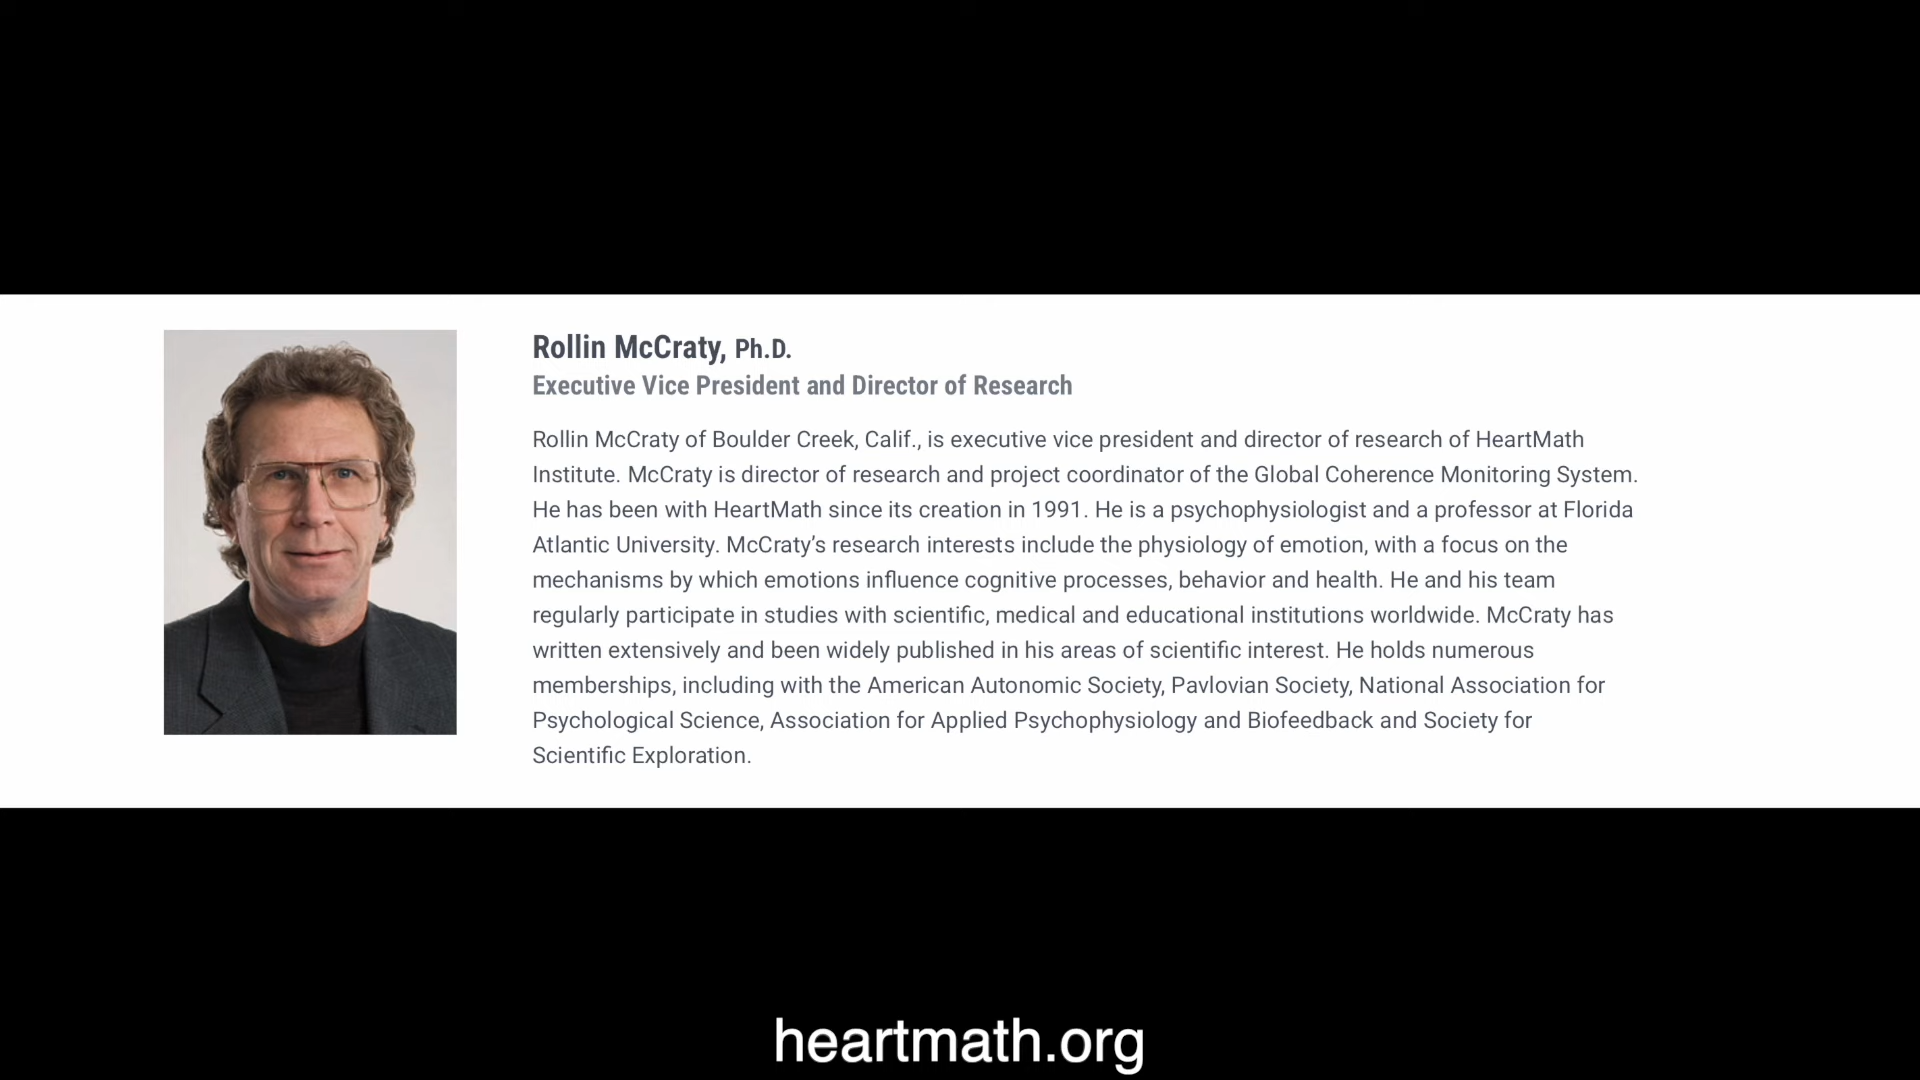 Rollin McCraty, Ph.D.
Executive Vice President and Director of Research
Rollin McCraty of Boulder Creek, Calif., is executive vice president and director of research of HeartMath
Institute. McCraty is director of research and project coordinator of the Global Coherence Monitoring System.
He has been with HeartMath since its creation in 1991. He is a psychophysiologist and a professor at Florida
Atlantic University. McCraty’s research interests include the physiology of emotion, with a focus on the
mechanisms by which emotions influence cognitive processes, behavior and health. He and his team
regularly participate in studies with scientific, medical and educational institutions worldwide. McCraty has
written extensively and been widely published in his areas of scientific interest. He holds numerous
memberships, including with the American Autonomic Society, Pavlovian Society, National Association for
Psychological Science, Association for Applied Psychophysiology and Biofeedback and Society for
Scientific Exploration.
heartmath.org